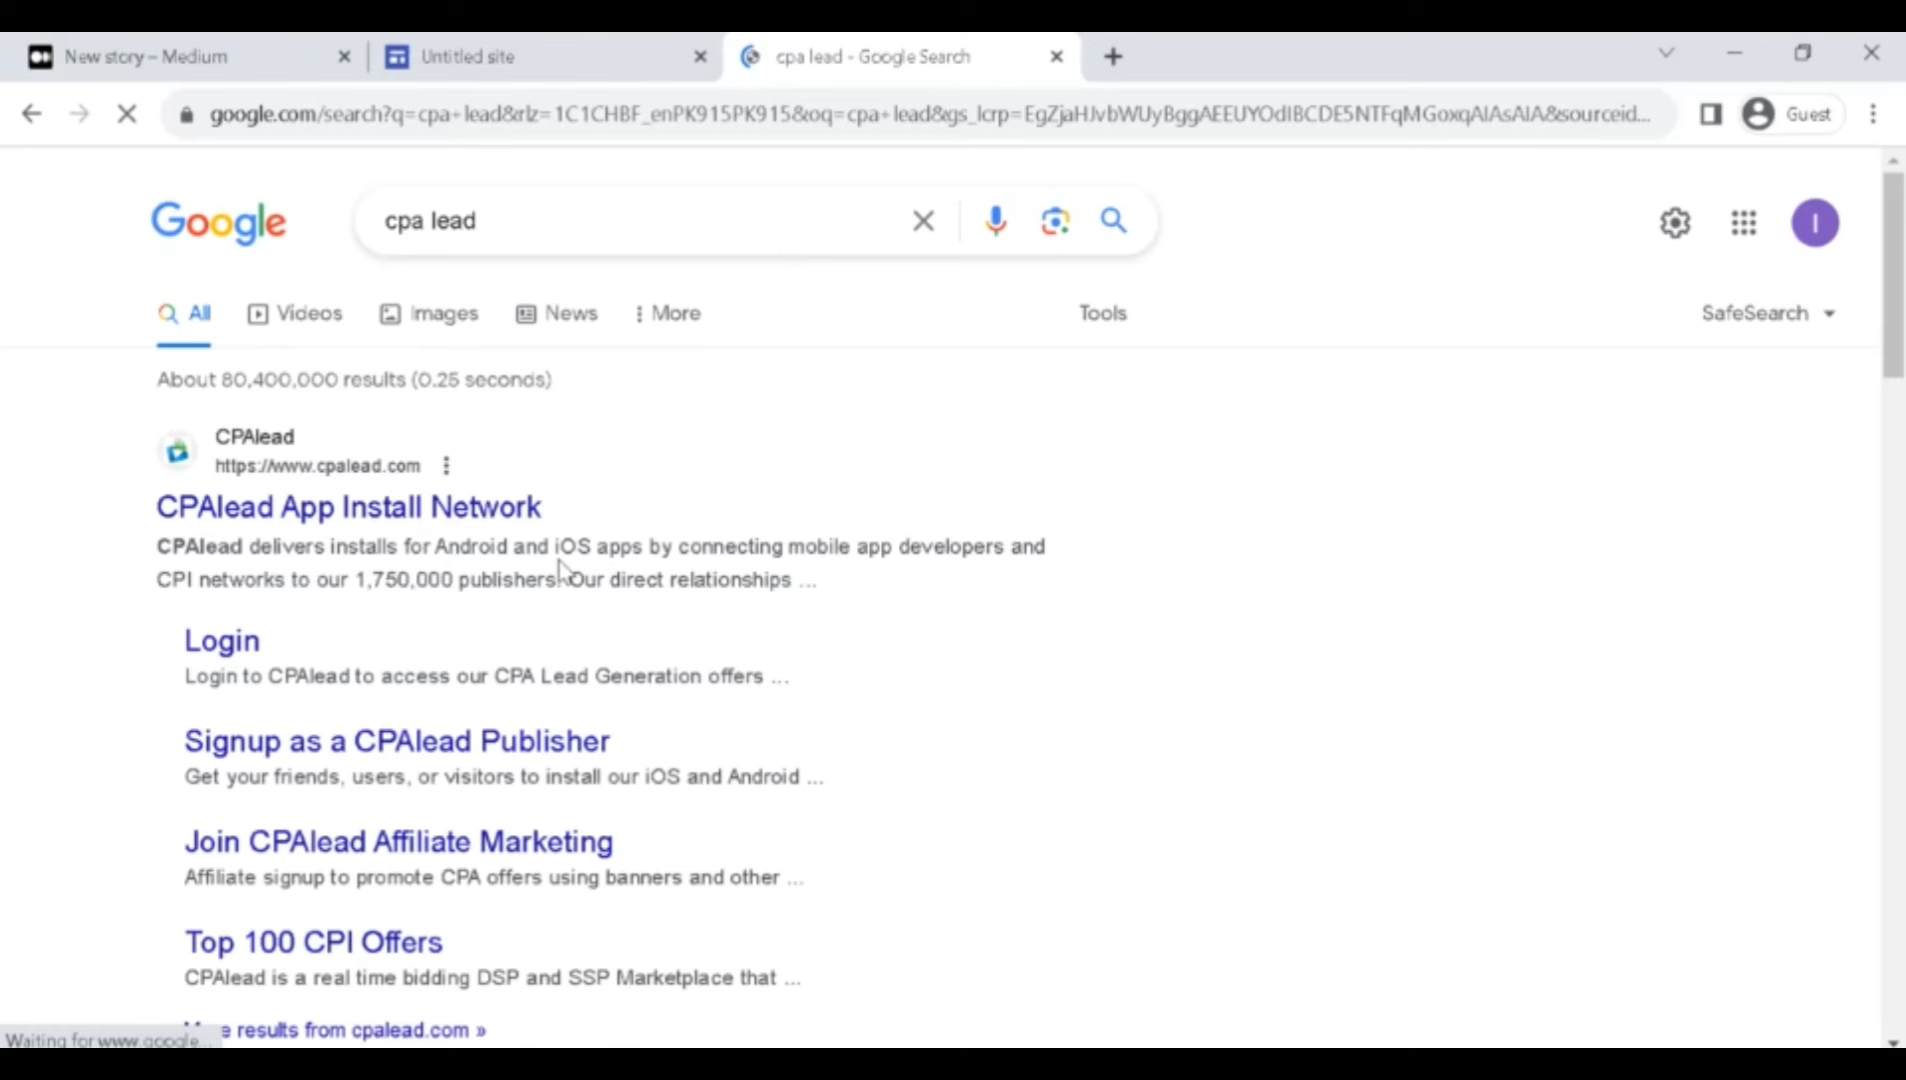 New story – Medium
Untitled site
cpa lead - Google Search
google.com/search?q=cpa+lead&rlz=1C1CHBF_enPK915PK915&oq=cpa+lead&gs_lcrp=EgZjaHJvbWUyBggAEEUYOdIBCDE5NTFqMGoxqAIAsAIA&sourceid...
Guest
Google
cpa lead
I
All
Videos
Images
News
More
Tools
SafeSearch
About 80,400,000 results (0.25 seconds)
CPAlead
https://www.cpalead.com
CPAlead App Install Network
CPAlead delivers installs for Android and iOS apps by connecting mobile app developers and
CPI networks to our 1,750,000 publishers. Our direct relationships ...
Login
Login to CPAlead to access our CPA Lead Generation offers ...
Signup as a CPAlead Publisher
Get your friends, users, or visitors to install our iOS and Android ...
Join CPAlead Affiliate Marketing
Affiliate signup to promote CPA offers using banners and other ...
Top 100 CPI Offers
CPAlead is a real time bidding DSP and SSP Marketplace that ...
results from cpalead.com »
Waiting for www.google...